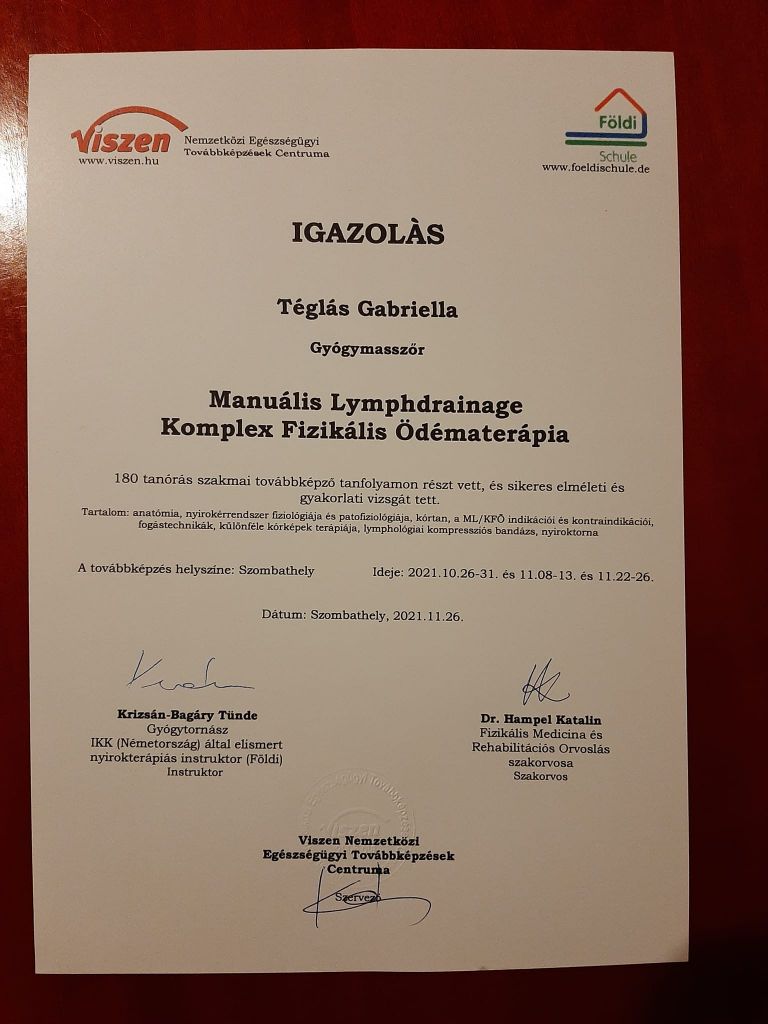 Viszen
www.viszen.hu
Nemzetközi Egészségügyi
Továbbképzések Centruma
Földi
Schule
www.foeldischule.de
IGAZOLÀS
Téglás Gabriella
Gyógymasszőr
Manuális Lymphdrainage
Komplex Fizikális Ödématerápia
180 tanórás szakmai továbbképző tanfolyamon részt vett, és sikeres elméleti és
gyakorlati vizsgát tett.
Tartalom: anatómia, nyirokérrendszer fiziológiája és patofiziológiája, kórtan, a ML/KFÖ indikációi és kontraindikációi,
fogástechnikák, különféle kórképek terápiája, lymphológiai kompressziós bandázs, nyiroktorna
A továbbképzés helyszíne: Szombathely
Ideje: 2021.10.26-31. és 11.08-13. és 11.22-26.
Dátum: Szombathely, 2021.11.26.
Krizsán-Bagáry Tünde
Gyógytornász
IKK (Németország) által elismert
nyirokterápiás instruktor (Földi)
Instruktor
Dr. Hampel Katalin
Fizikális Medicina és
Rehabilitációs Orvoslás
szakorvosa
Szakorvos
Viszen Nemzetközi
Egészségügyi Továbbképzések
Centruma
Szervező